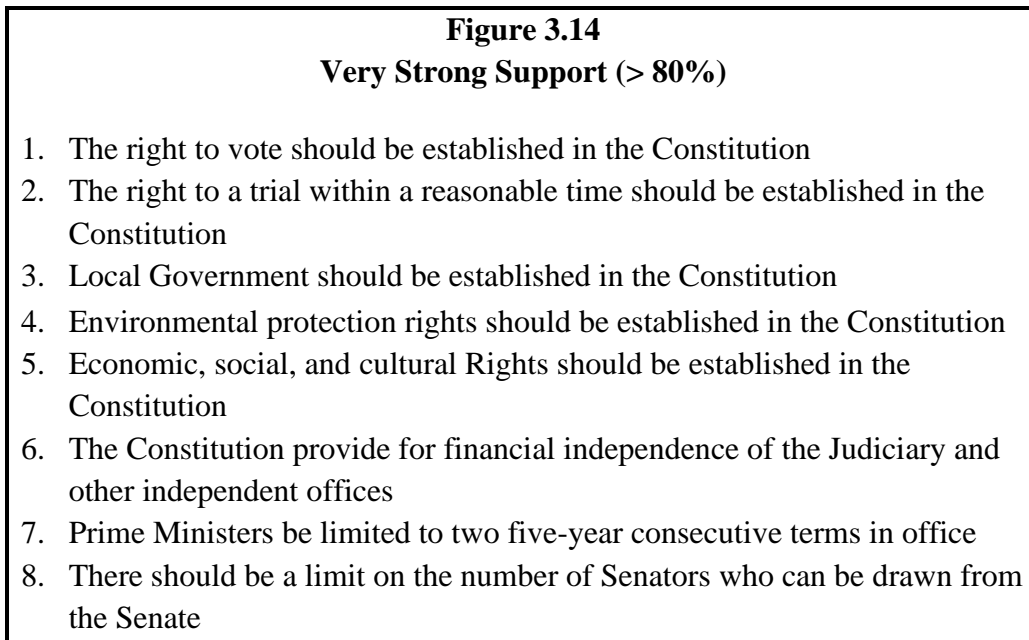 Figure 3.14
Very Strong Support (> 80%)
1. The right to vote should be established in the Constitution
2. The right to a trial within a reasonable time should be established in the
Constitution
3. Local Government should be established in the Constitution
4. Environmental protection rights should be established in the Constitution
5. Economic, social, and cultural Rights should be established in the
Constitution
6. The Constitution provide for financial independence of the Judiciary and
other independent offices
7. Prime Ministers be limited to two five-year consecutive terms in office
8. There should be a limit on the number of Senators who can be drawn from
the Senate